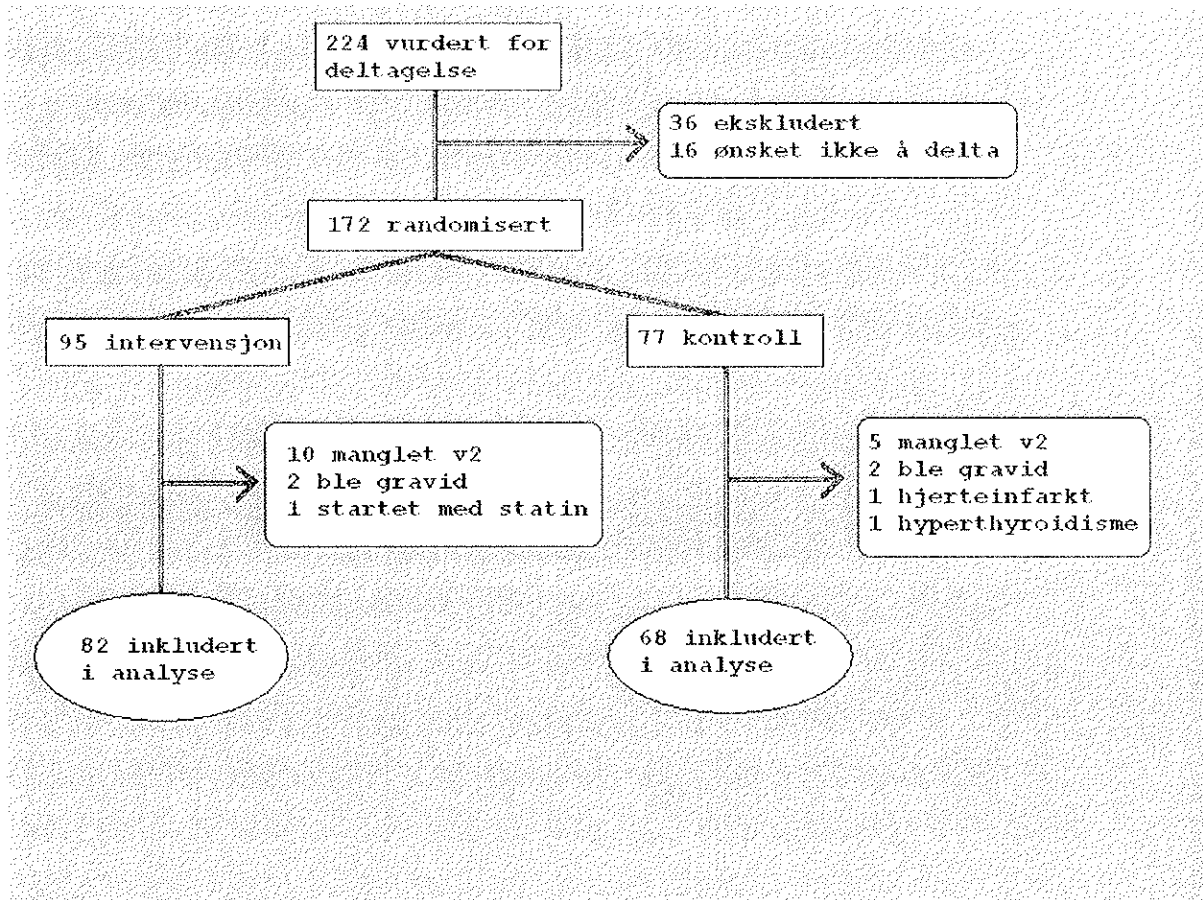 224 vurdert for
deltagelse
36 ekskludert
16 ønsket ikke å delta
172 randomisert
95 intervensjon
77 kontroll
10 manglet v2
2 ble gravid
1 startet med statin
5 manglet v2
2 ble gravid
1 hjerteinfarkt
1 hyperthyroidisme
82 inkludert
i analyse
68 inkludert
i analyse